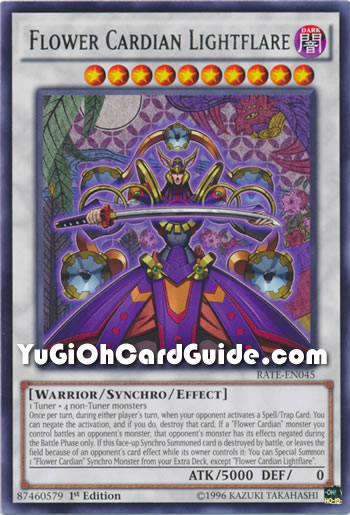 FLOWER CARDIAN LIGHTFLARE
DARK
闇
YuGiOhCardGuide.com
RATE-EN045
[WARRIOR/SYNCHRO/EFFECT]
1 Tuner + 4 non-Tuner monsters
Once per turn, during either player's turn, when your opponent activates a Spell/Trap Card: You
can negate the activation, and if you do, destroy that card. If a "Flower Cardian" monster you
control battles an opponent's monster, that opponent's monster has its effects negated during
the Battle Phase only. If this face-up Synchro Summoned card is destroyed by battle, or leaves the
field because of an opponent's card effect while its owner controls it: You can Special Summon
1 "Flower Cardian" Synchro Monster from your Extra Deck, except "Flower Cardian Lightflare".
ATK/5000 DEF/ 0
87460579 1st Edition ©1996 KAZUKI TAKAHASHI